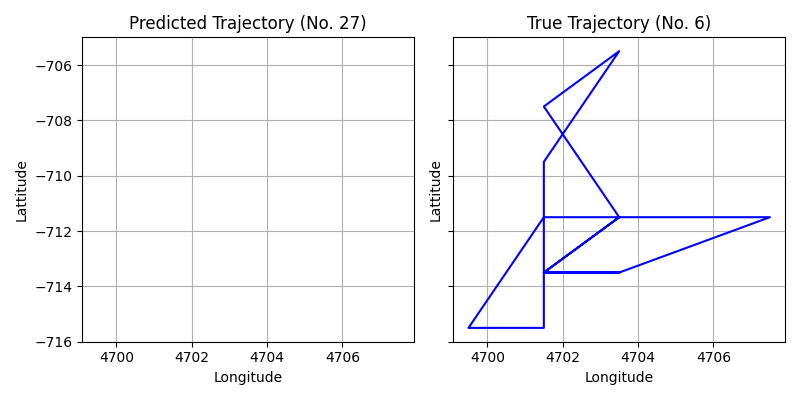 Predicted Trajectory (No. 27)
True Trajectory (No. 6)
−706
−708
−710
−712
−714
−716
Lattitude
Lattitude
4700 4702 4704 4706
4700 4702 4704 4706
Longitude
Longitude